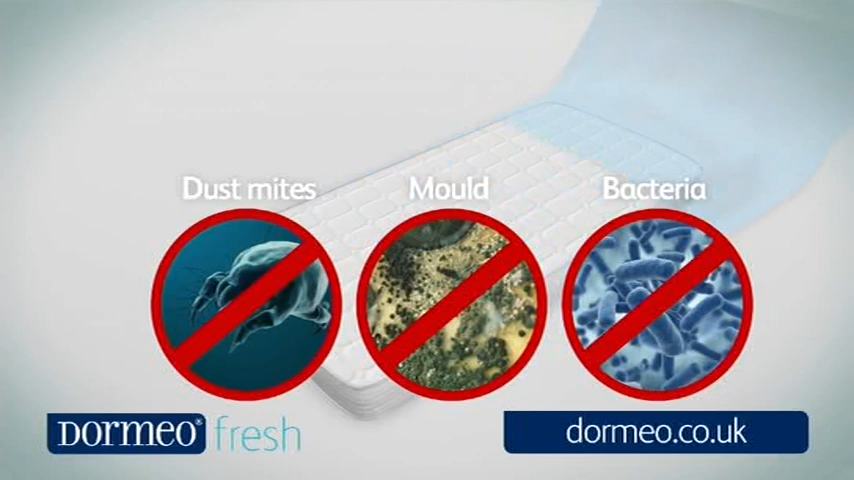 Dust mites
Mould
Bacteria
DORMEO® fresh
dormeo.co.uk